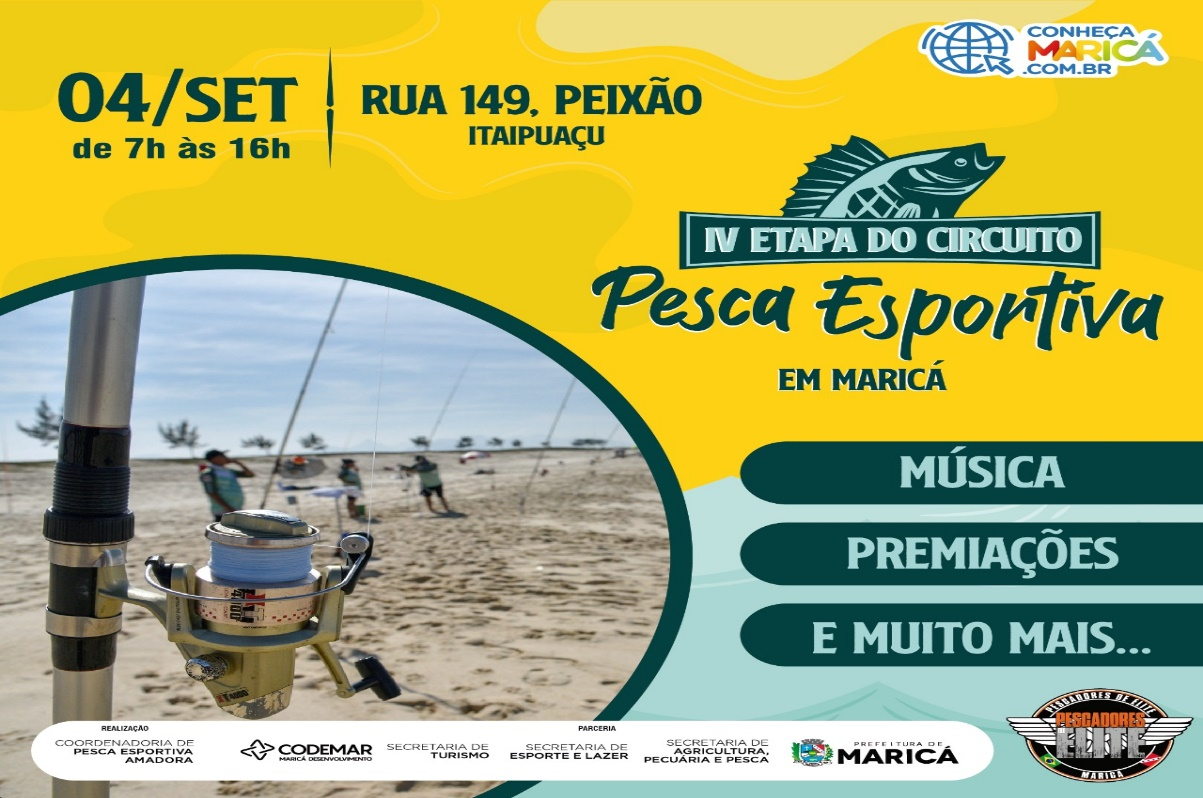 CONHEÇA
MARICÁ
.COM.BR
04/SET
de 7h às 16h
RUA 149, PEIXÃO
ITAIPUAÇU
IV ETAPA DO CIRCUITO
Pesca Esportiva
EM MARICÁ
MÚSICA
PREMIAÇÕES
E MUITO MAIS...
REALIZAÇÃO
COORDENADORIA DE
PESCA ESPORTIVA
AMADORA
CODEMAR
MARICÁ DESENVOLVIMENTO
PARCERIA
SECRETARIA DE
TURISMO
SECRETARIA DE
ESPORTE E LAZER
SECRETARIA DE
AGRICULTURA,
PECUÁRIA E PESCA
PREFEITURA DE
MARICÁ
PESCADORES DE ELITE
PESCADORES
ELITE
MARICÁ